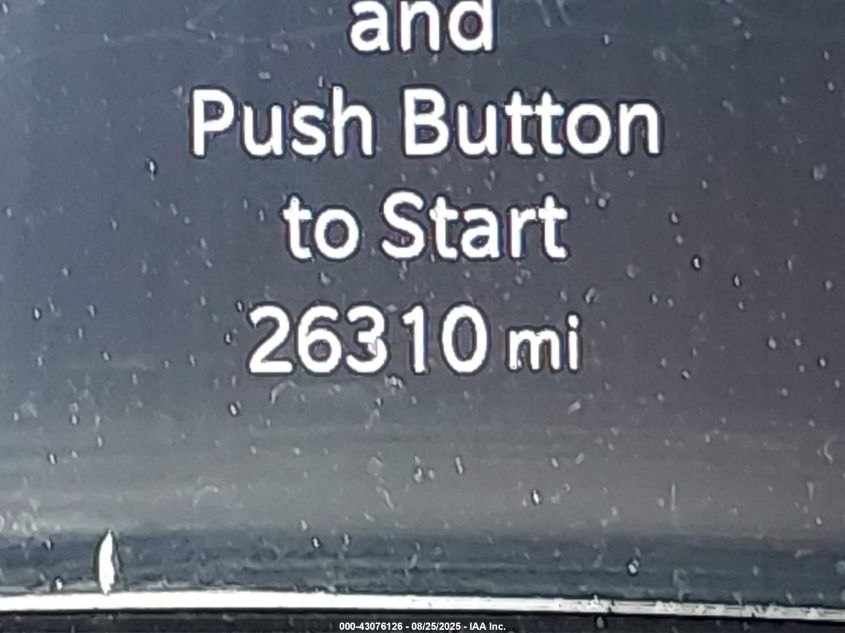 and
Push Button
to Start
26310 mi
000-43076126 - 08/25/2025 - IAA Inc.